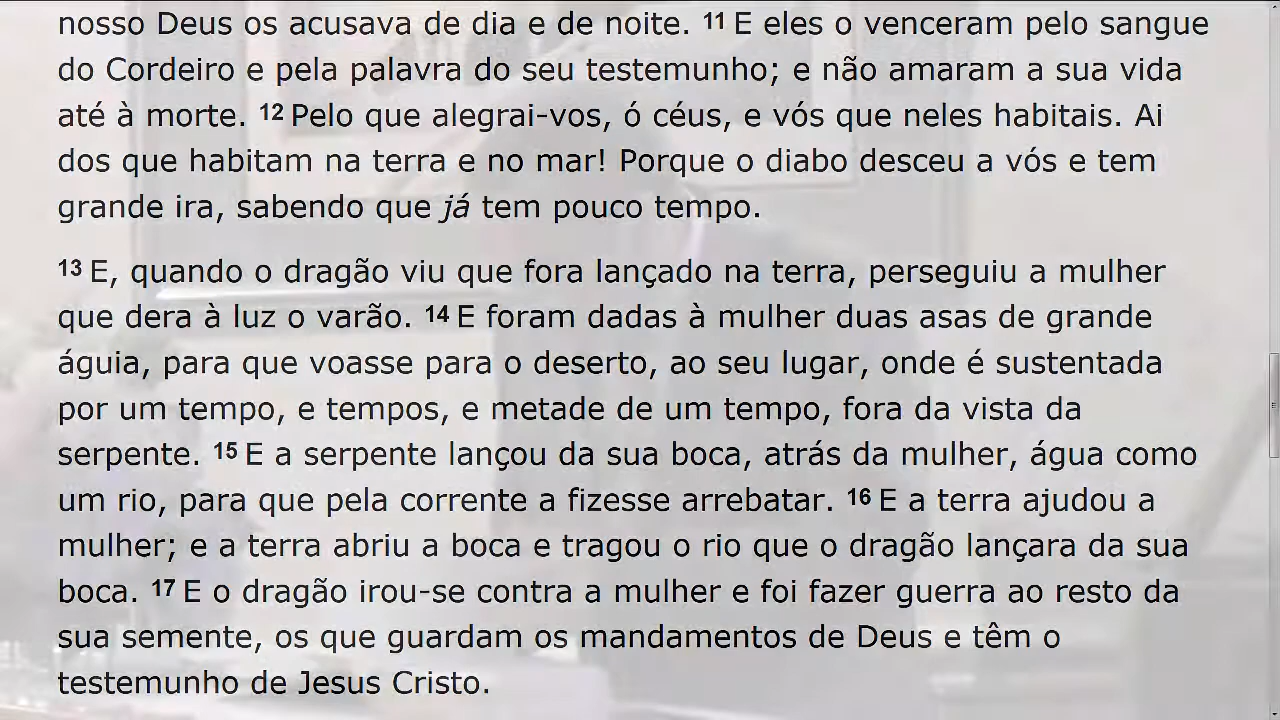 nosso Deus os acusava de dia e de noite. 11 E eles o venceram pelo sangue
do Cordeiro e pela palavra do seu testemunho; e não amaram a sua vida
até à morte. 12 Pelo que alegrai-vos, ó céus, e vós que neles habitais. Ai
dos que habitam na terra e no mar! Porque o diabo desceu a vós e tem
grande ira, sabendo que já tem pouco tempo.
13 E, quando o dragão viu que fora lançado na terra, perseguiu a mulher
que dera à luz o varão. 14 E foram dadas à mulher duas asas de grande
águia, para que voasse para o deserto, ao seu lugar, onde é sustentada
por um tempo, e tempos, e metade de um tempo, fora da vista da
serpente. 15 E a serpente lançou da sua boca, atrás da mulher, água como
um rio, para que pela corrente a fizesse arrebatar. 16 E a terra ajudou a
mulher; e a terra abriu a boca e tragou o rio que o dragão lançara da sua
boca. 17 E o dragão irou-se contra a mulher e foi fazer guerra ao resto da
sua semente, os que guardam os mandamentos de Deus e têm o
testemunho de Jesus Cristo.